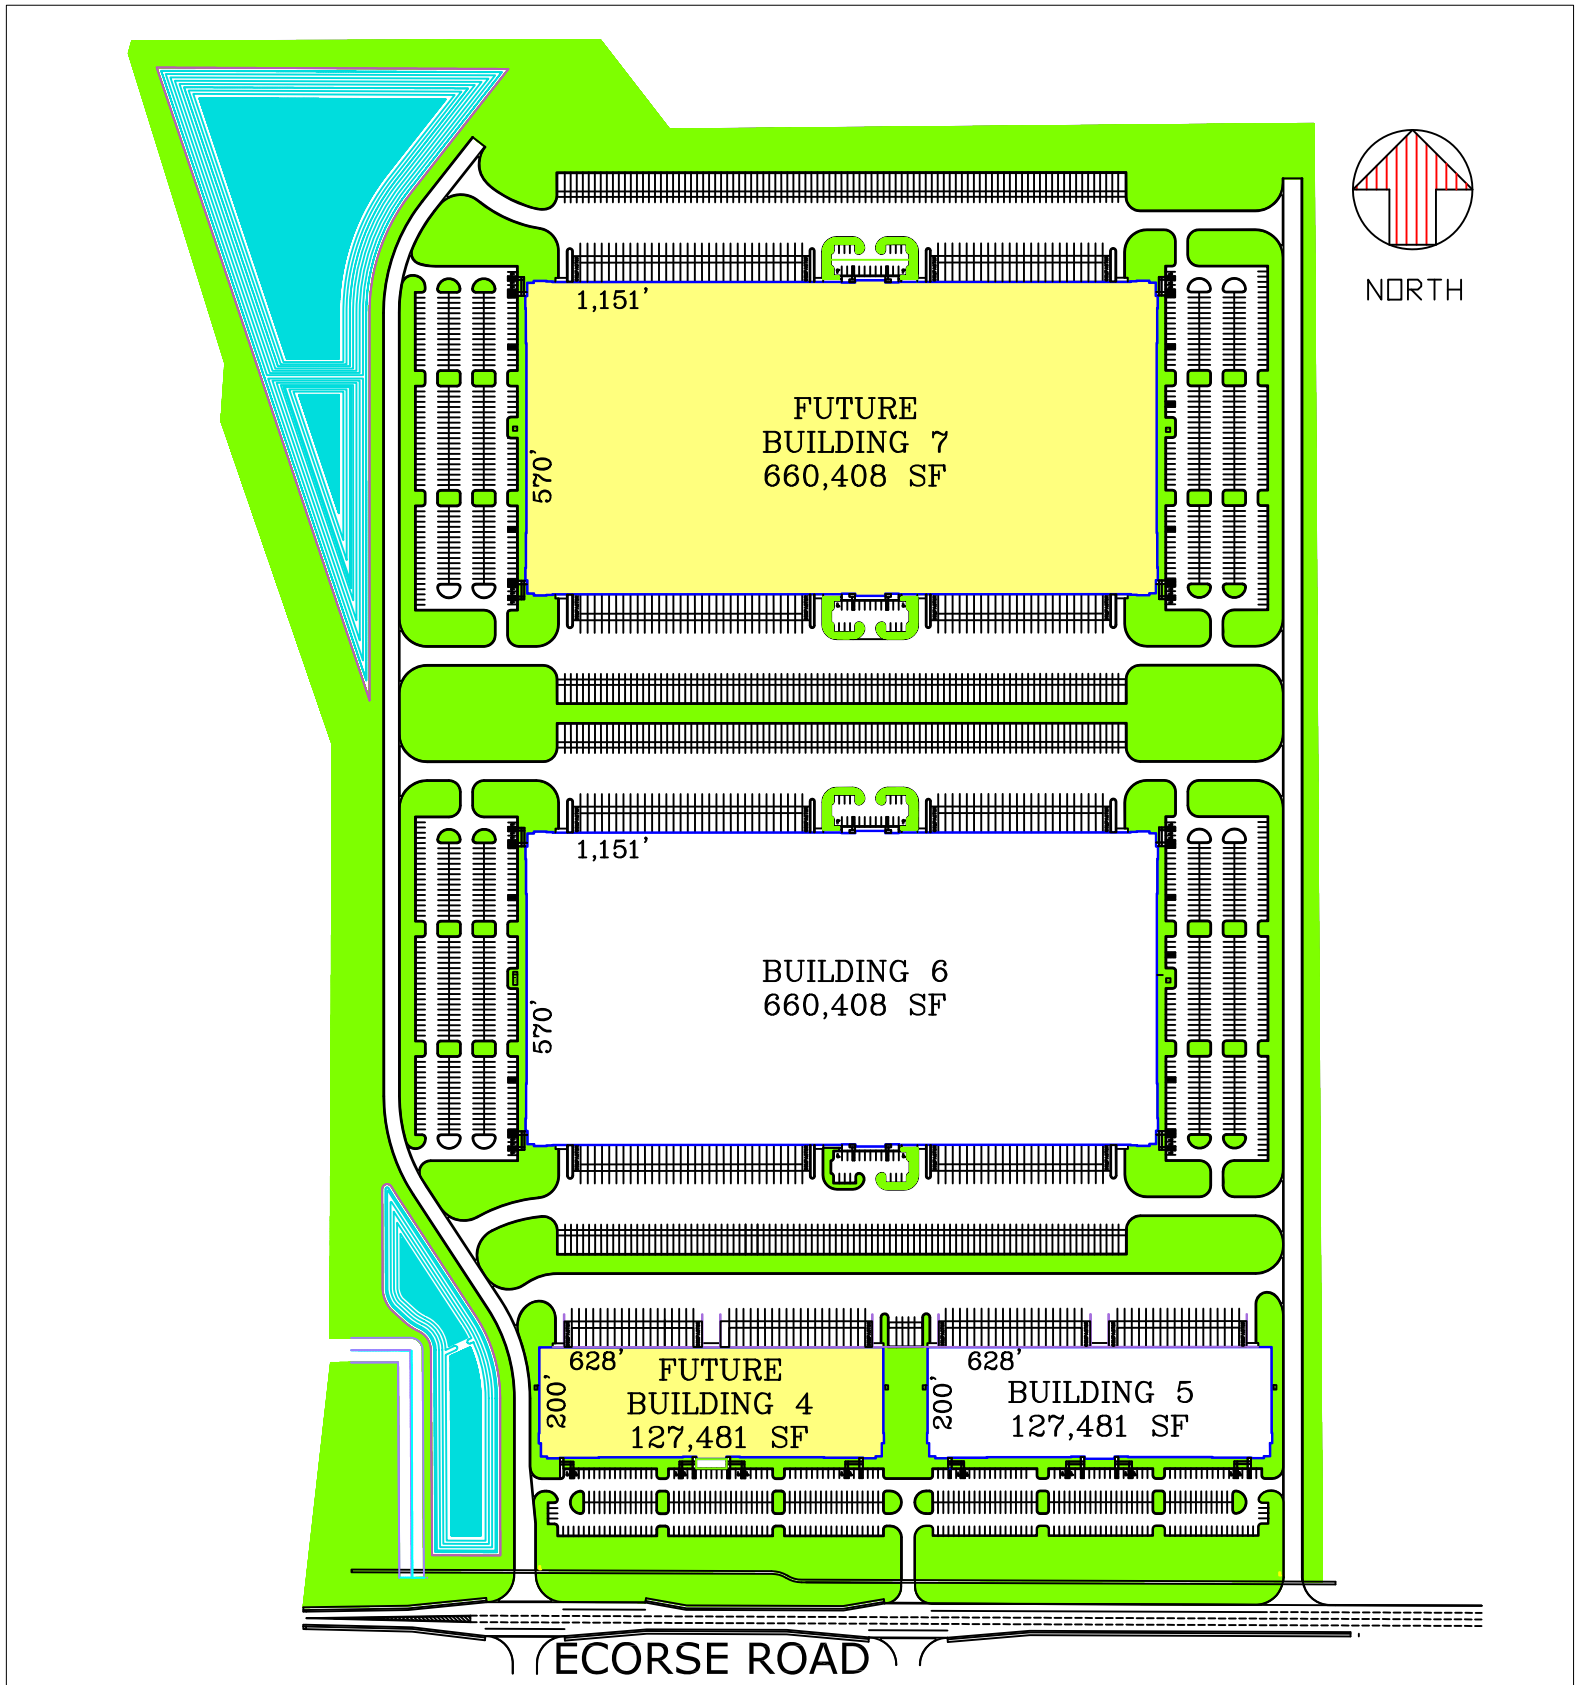 NORTH
1,151'
FUTURE
BUILDING 7
660,408 SF
570'
1,151'
BUILDING 6
660,408 SF
570'
628'
FUTURE
BUILDING 4
127,481 SF
200'
628'
BUILDING 5
127,481 SF
200'
ECORSE ROAD